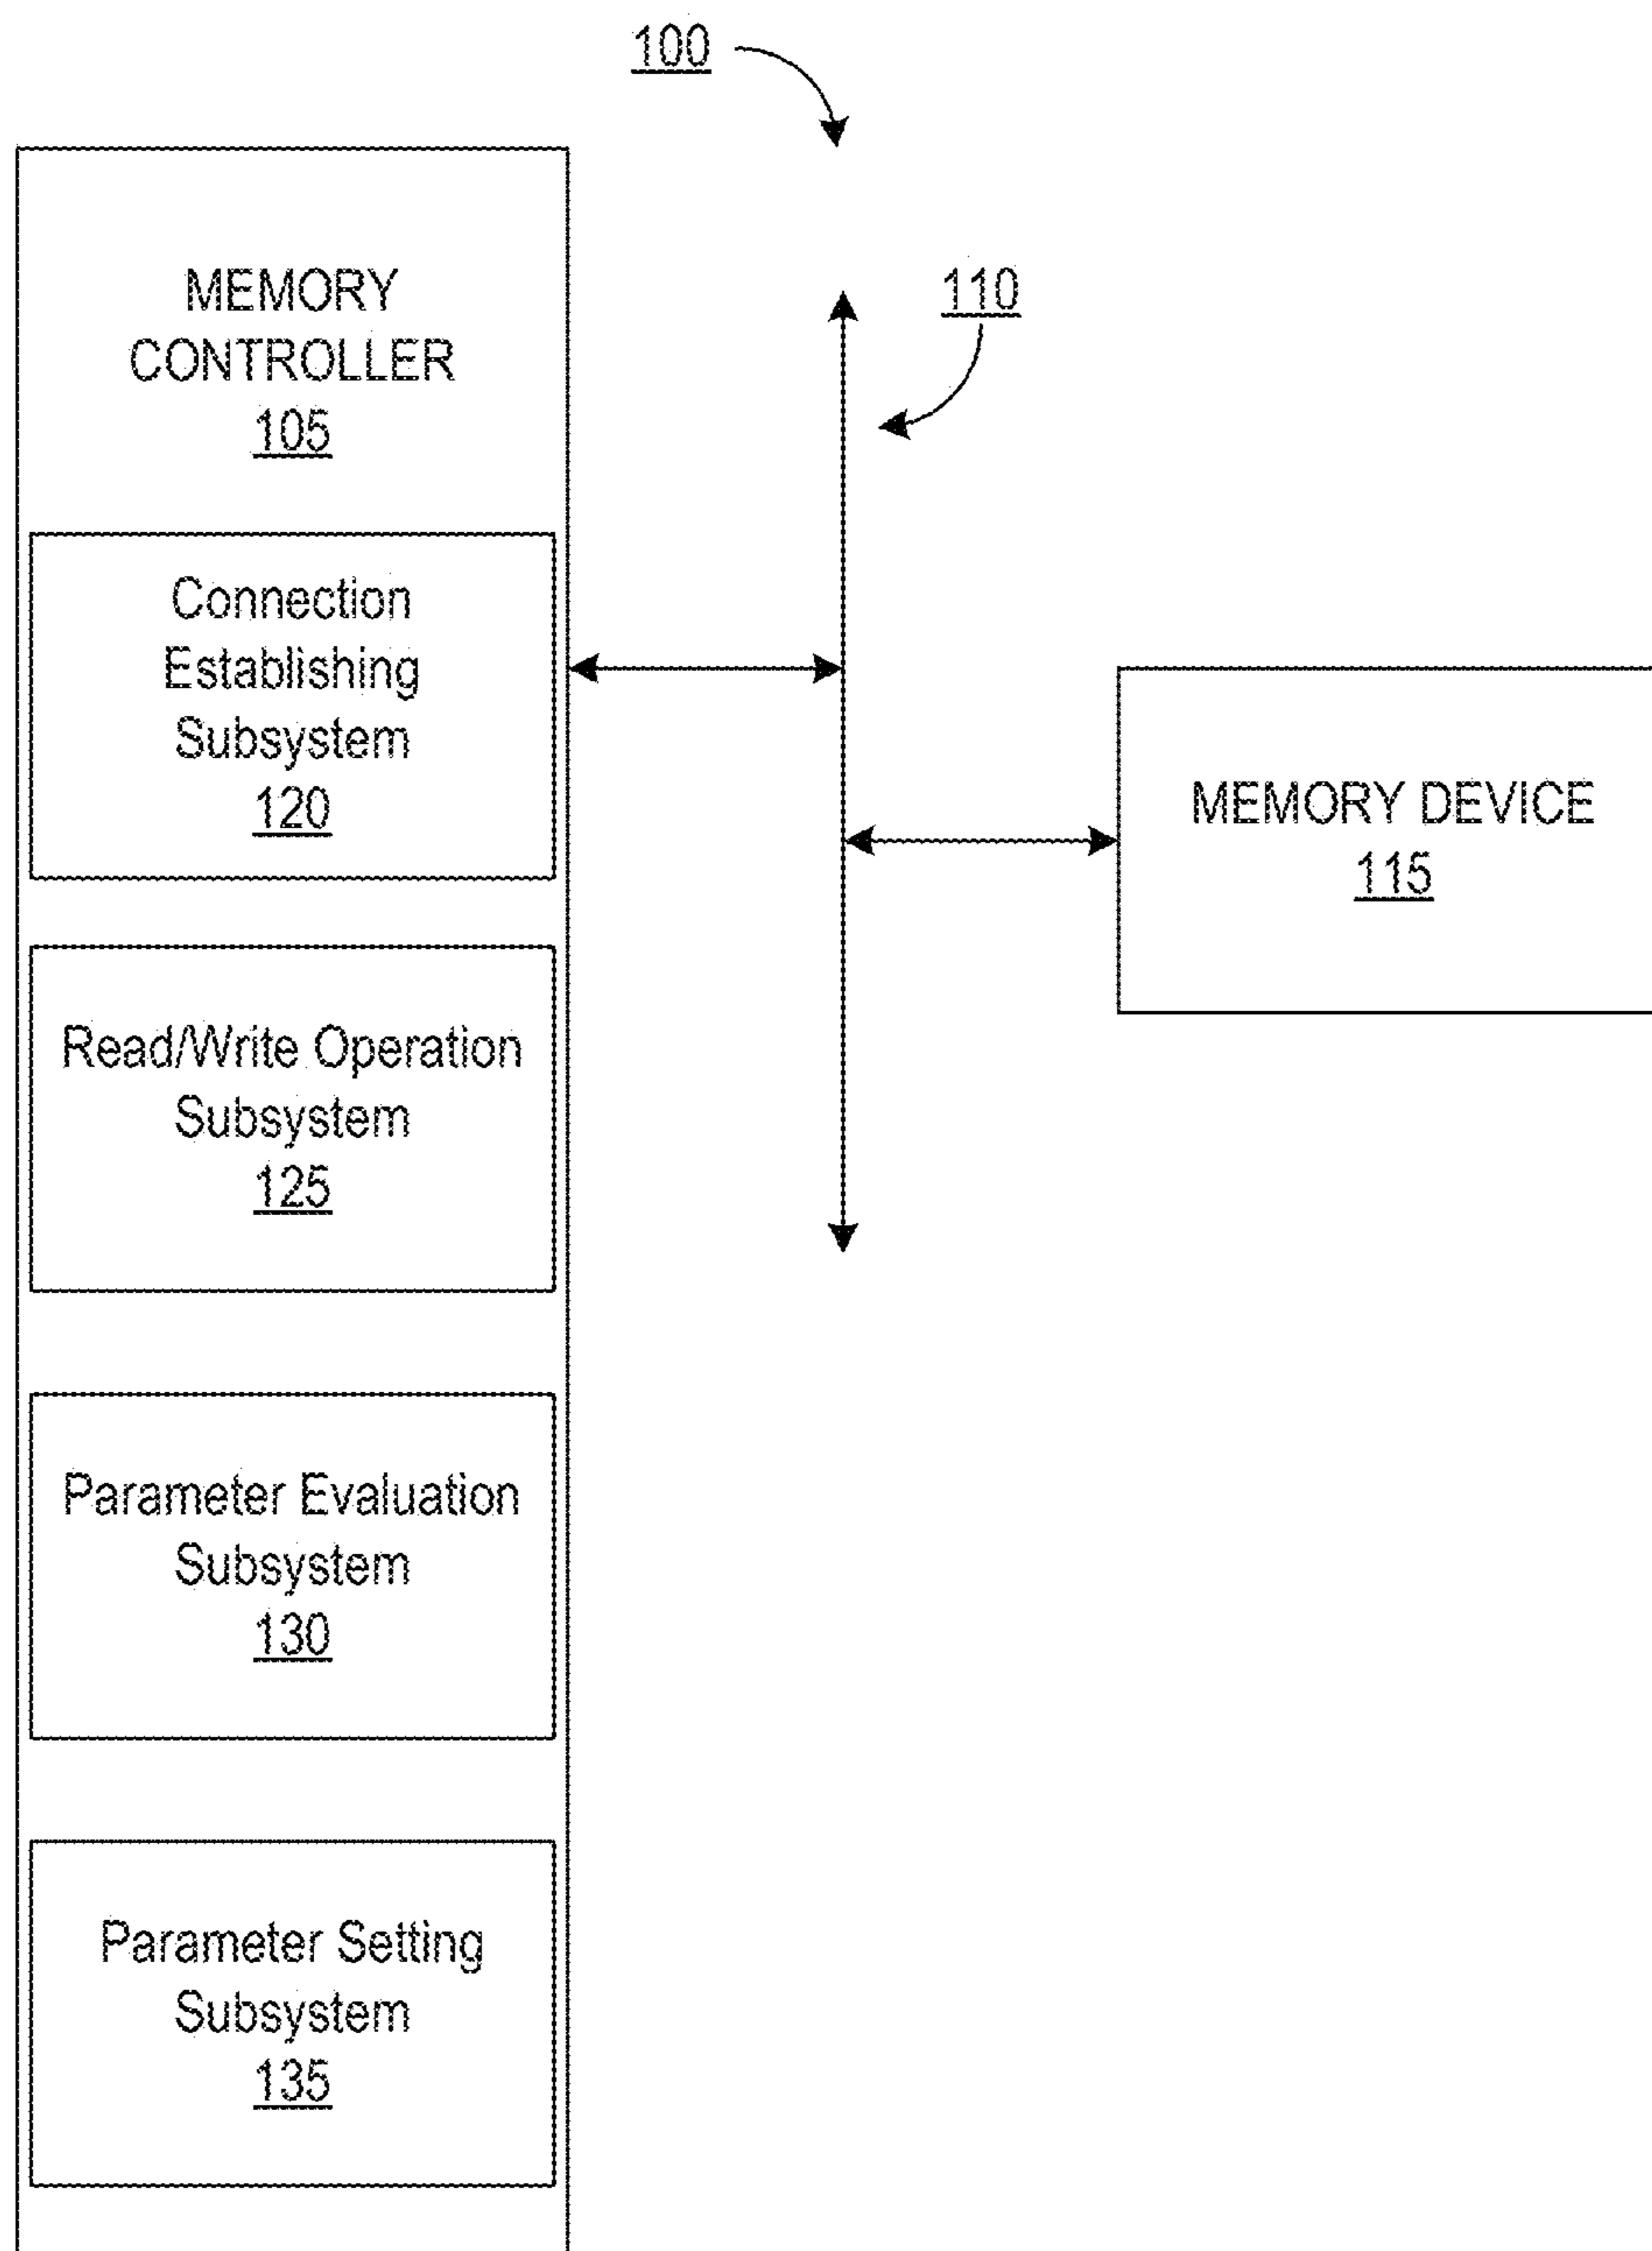 100
MEMORY
CONTROLLER
105
110
Connection
Establishing
Subsystem
120
MEMORY DEVICE
115
Read/Write Operation
Subsystem
125
Parameter Evaluation
Subsystem
130
Parameter Setting
Subsystem
135